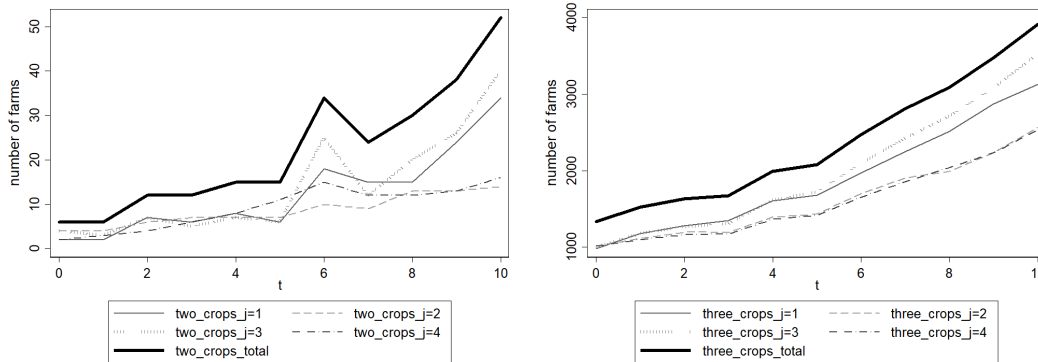 number of farms
50
40
30
20
10
0
0 2 4 6 8 10
t
two_crops_j=1 two_crops_j=2
two_crops_j=3 two_crops_j=4
two_crops_total
number of farms
4000
3000
2000
1000
0 2 4 6 8 10
t
three_crops_j=1 three_crops_j=2
three_crops_j=3 three_crops_j=4
three_crops_total